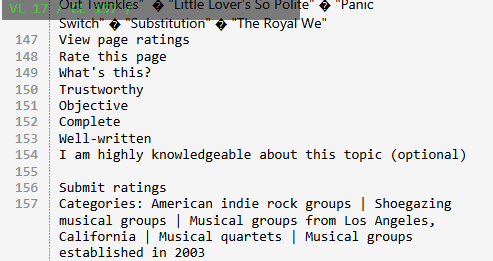 Out Twinkles" � "Little Lover's So Polite" � "Panic
Switch" � "Substitution" � "The Royal We"
147 View page ratings
148 Rate this page
149 What's this?
150 Trustworthy
151 Objective
152 Complete
153 Well-written
154 I am highly knowledgeable about this topic (optional)
155
156 Submit ratings
157 Categories: American indie rock groups | Shoegazing
musical groups | Musical groups from Los Angeles,
California | Musical quartets | Musical groups
established in 2003